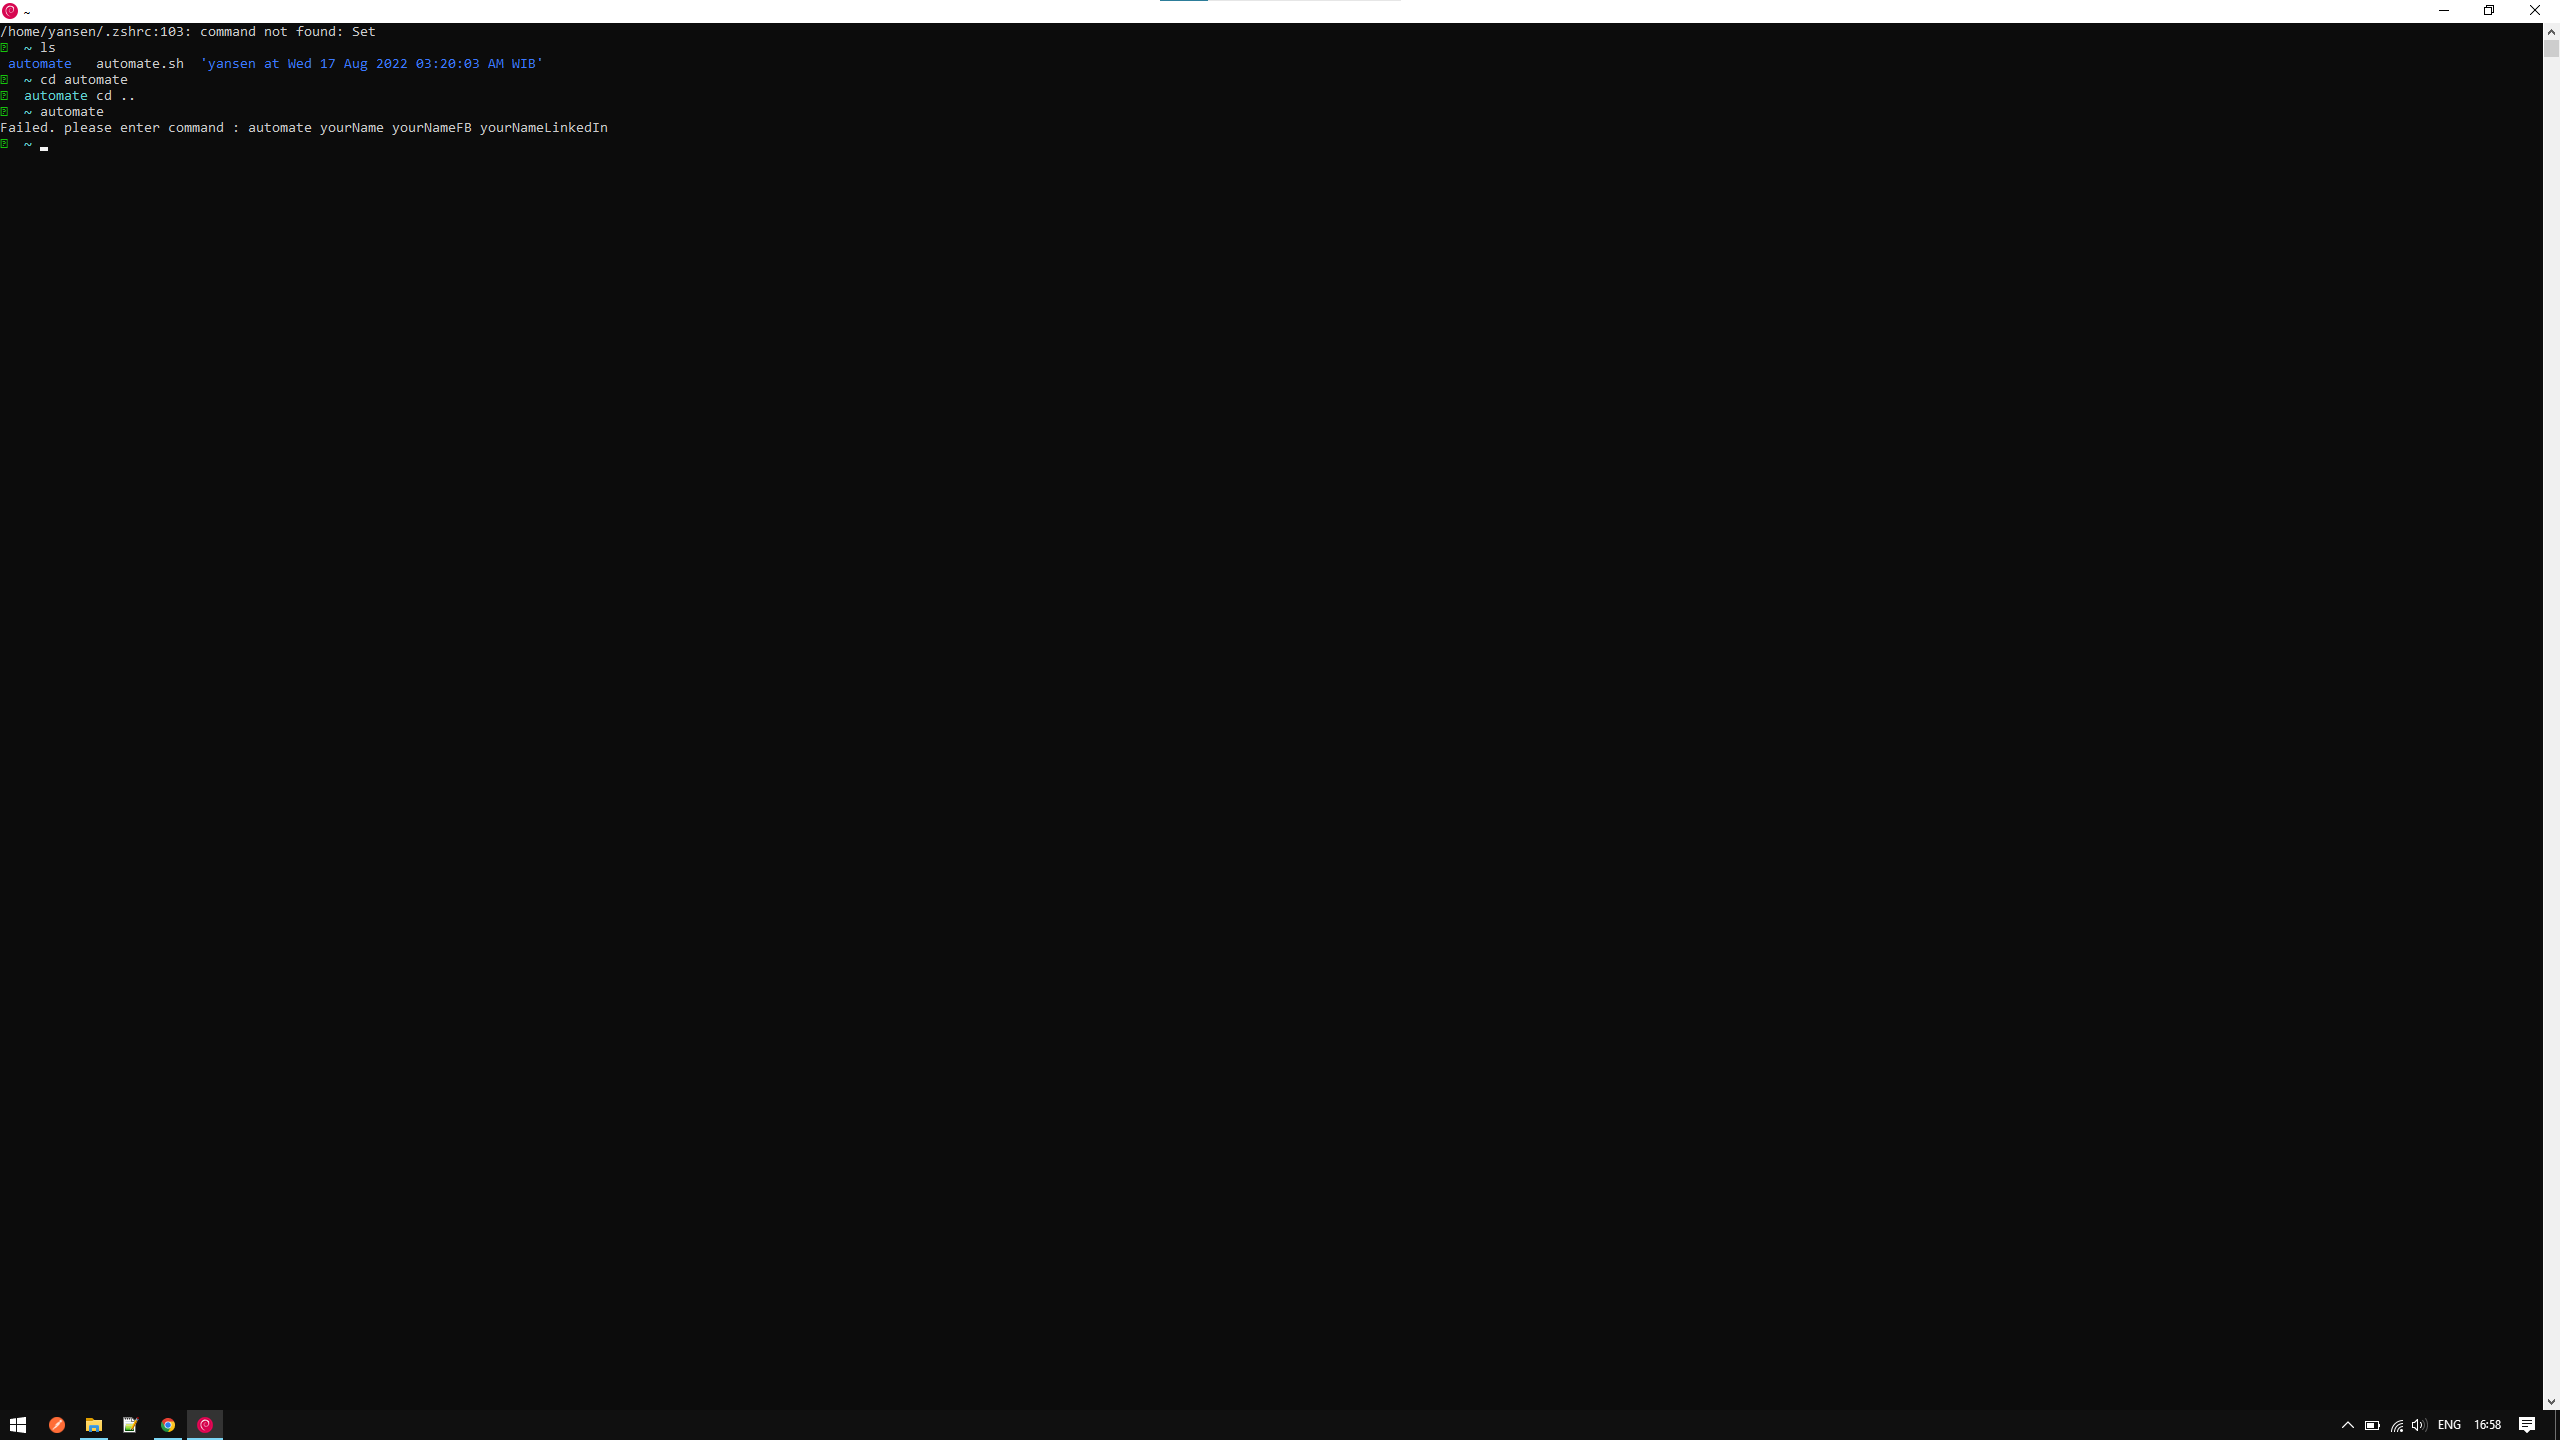 ~
/home/yansen/.zshrc:103: command not found: Set
~ ls
automate   automate.sh  'yansen at Wed 17 Aug 2022 03:20:03 AM WIB'
~ cd automate
automate cd ..
~ automate
Failed. please enter command : automate yourName yourNameFB yourNameLinkedIn
~
ENG 16:58